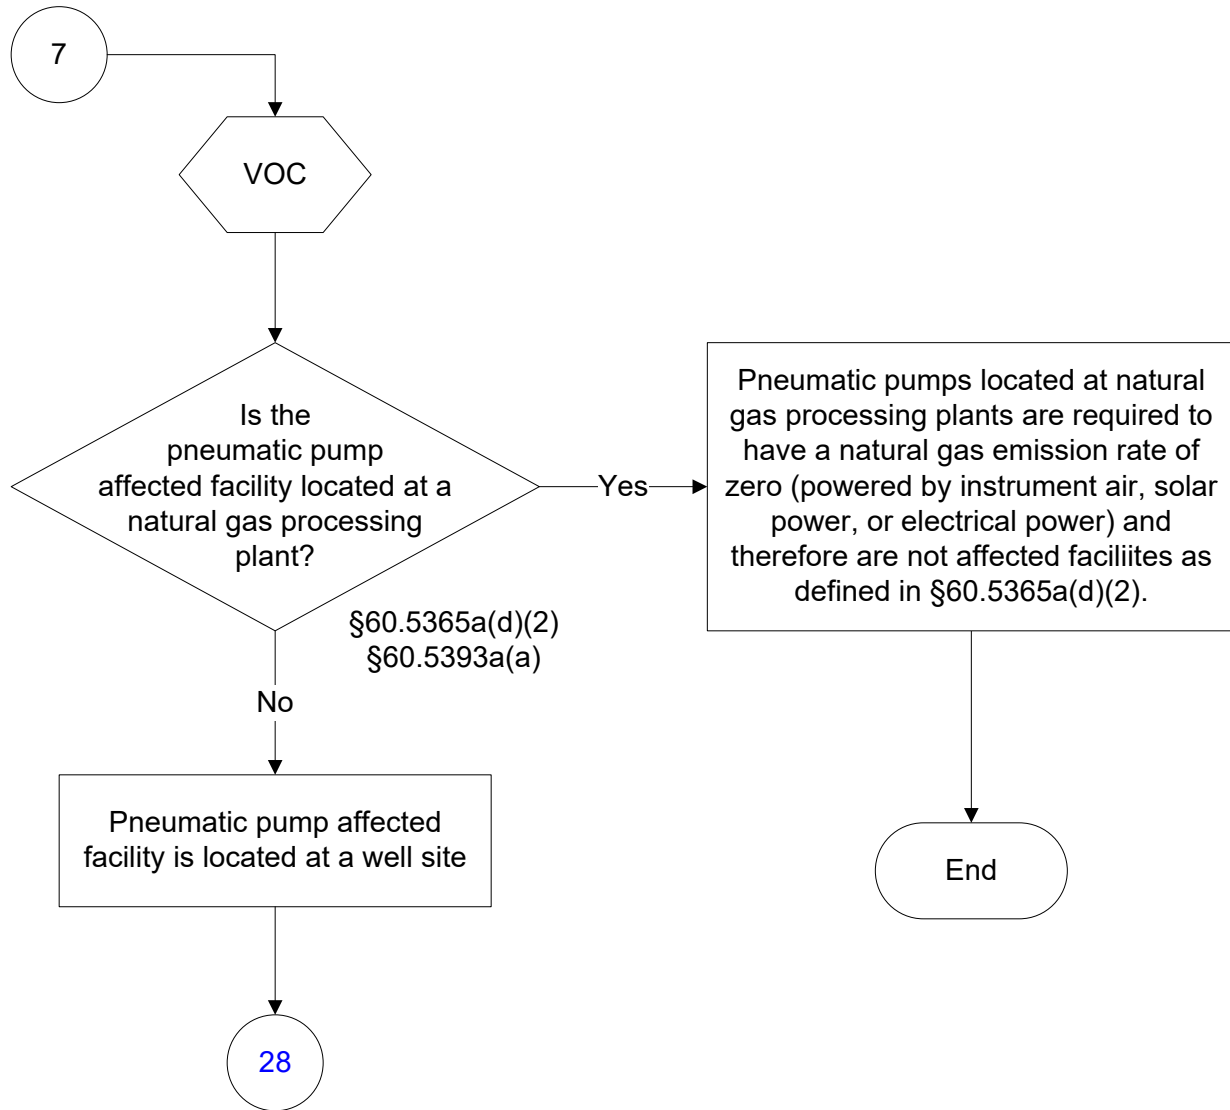 7
VOC
Is the
pneumatic pump
affected facility located at a
natural gas processing
plant?
Yes
Pneumatic pumps located at natural
gas processing plants are required to
have a natural gas emission rate of
zero (powered by instrument air, solar
power, or electrical power) and
therefore are not affected faciliites as
defined in §60.5365a(d)(2).
§60.5365a(d)(2)
§60.5393a(a)
No
Pneumatic pump affected
facility is located at a well site
End
28